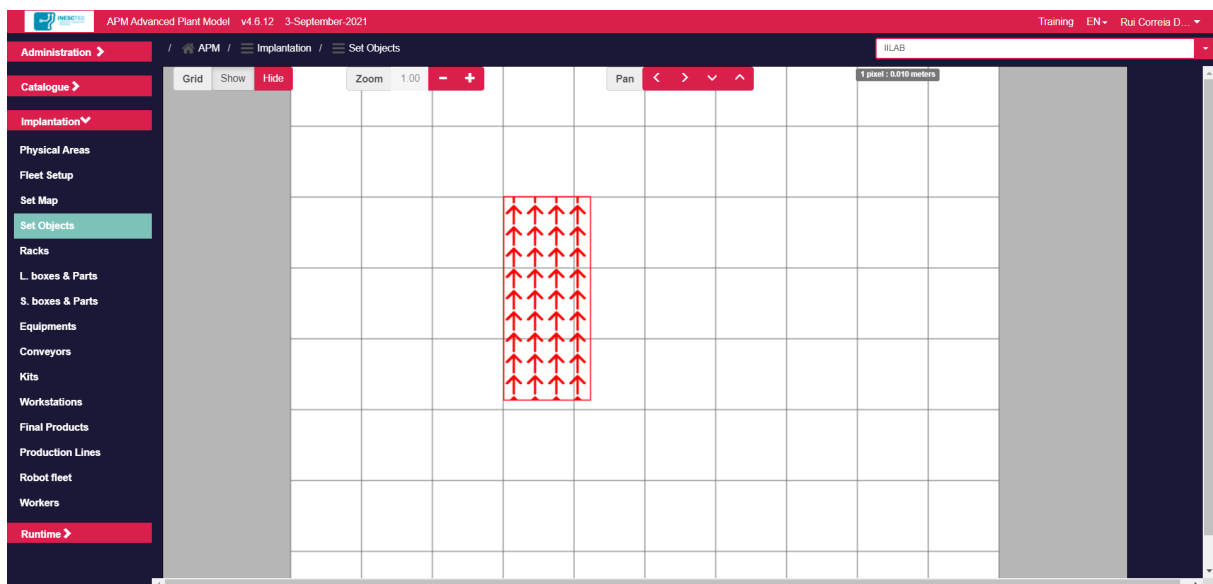 INESCTEC APM Advanced Plant Model v4.6.12 3-September-2021 Training EN Rui Correia D...
Administration / APM / Implantation / Set Objects IILAB
Catalogue Grid Show Hide Zoom 1.00 Pan 1 pixel : 0.010 meters
Implantation
Physical Areas
Fleet Setup
Set Map
Set Objects
Racks
L. boxes & Parts
S. boxes & Parts
Equipments
Conveyors
Kits
Workstations
Final Products
Production Lines
Robot fleet
Workers
Runtime